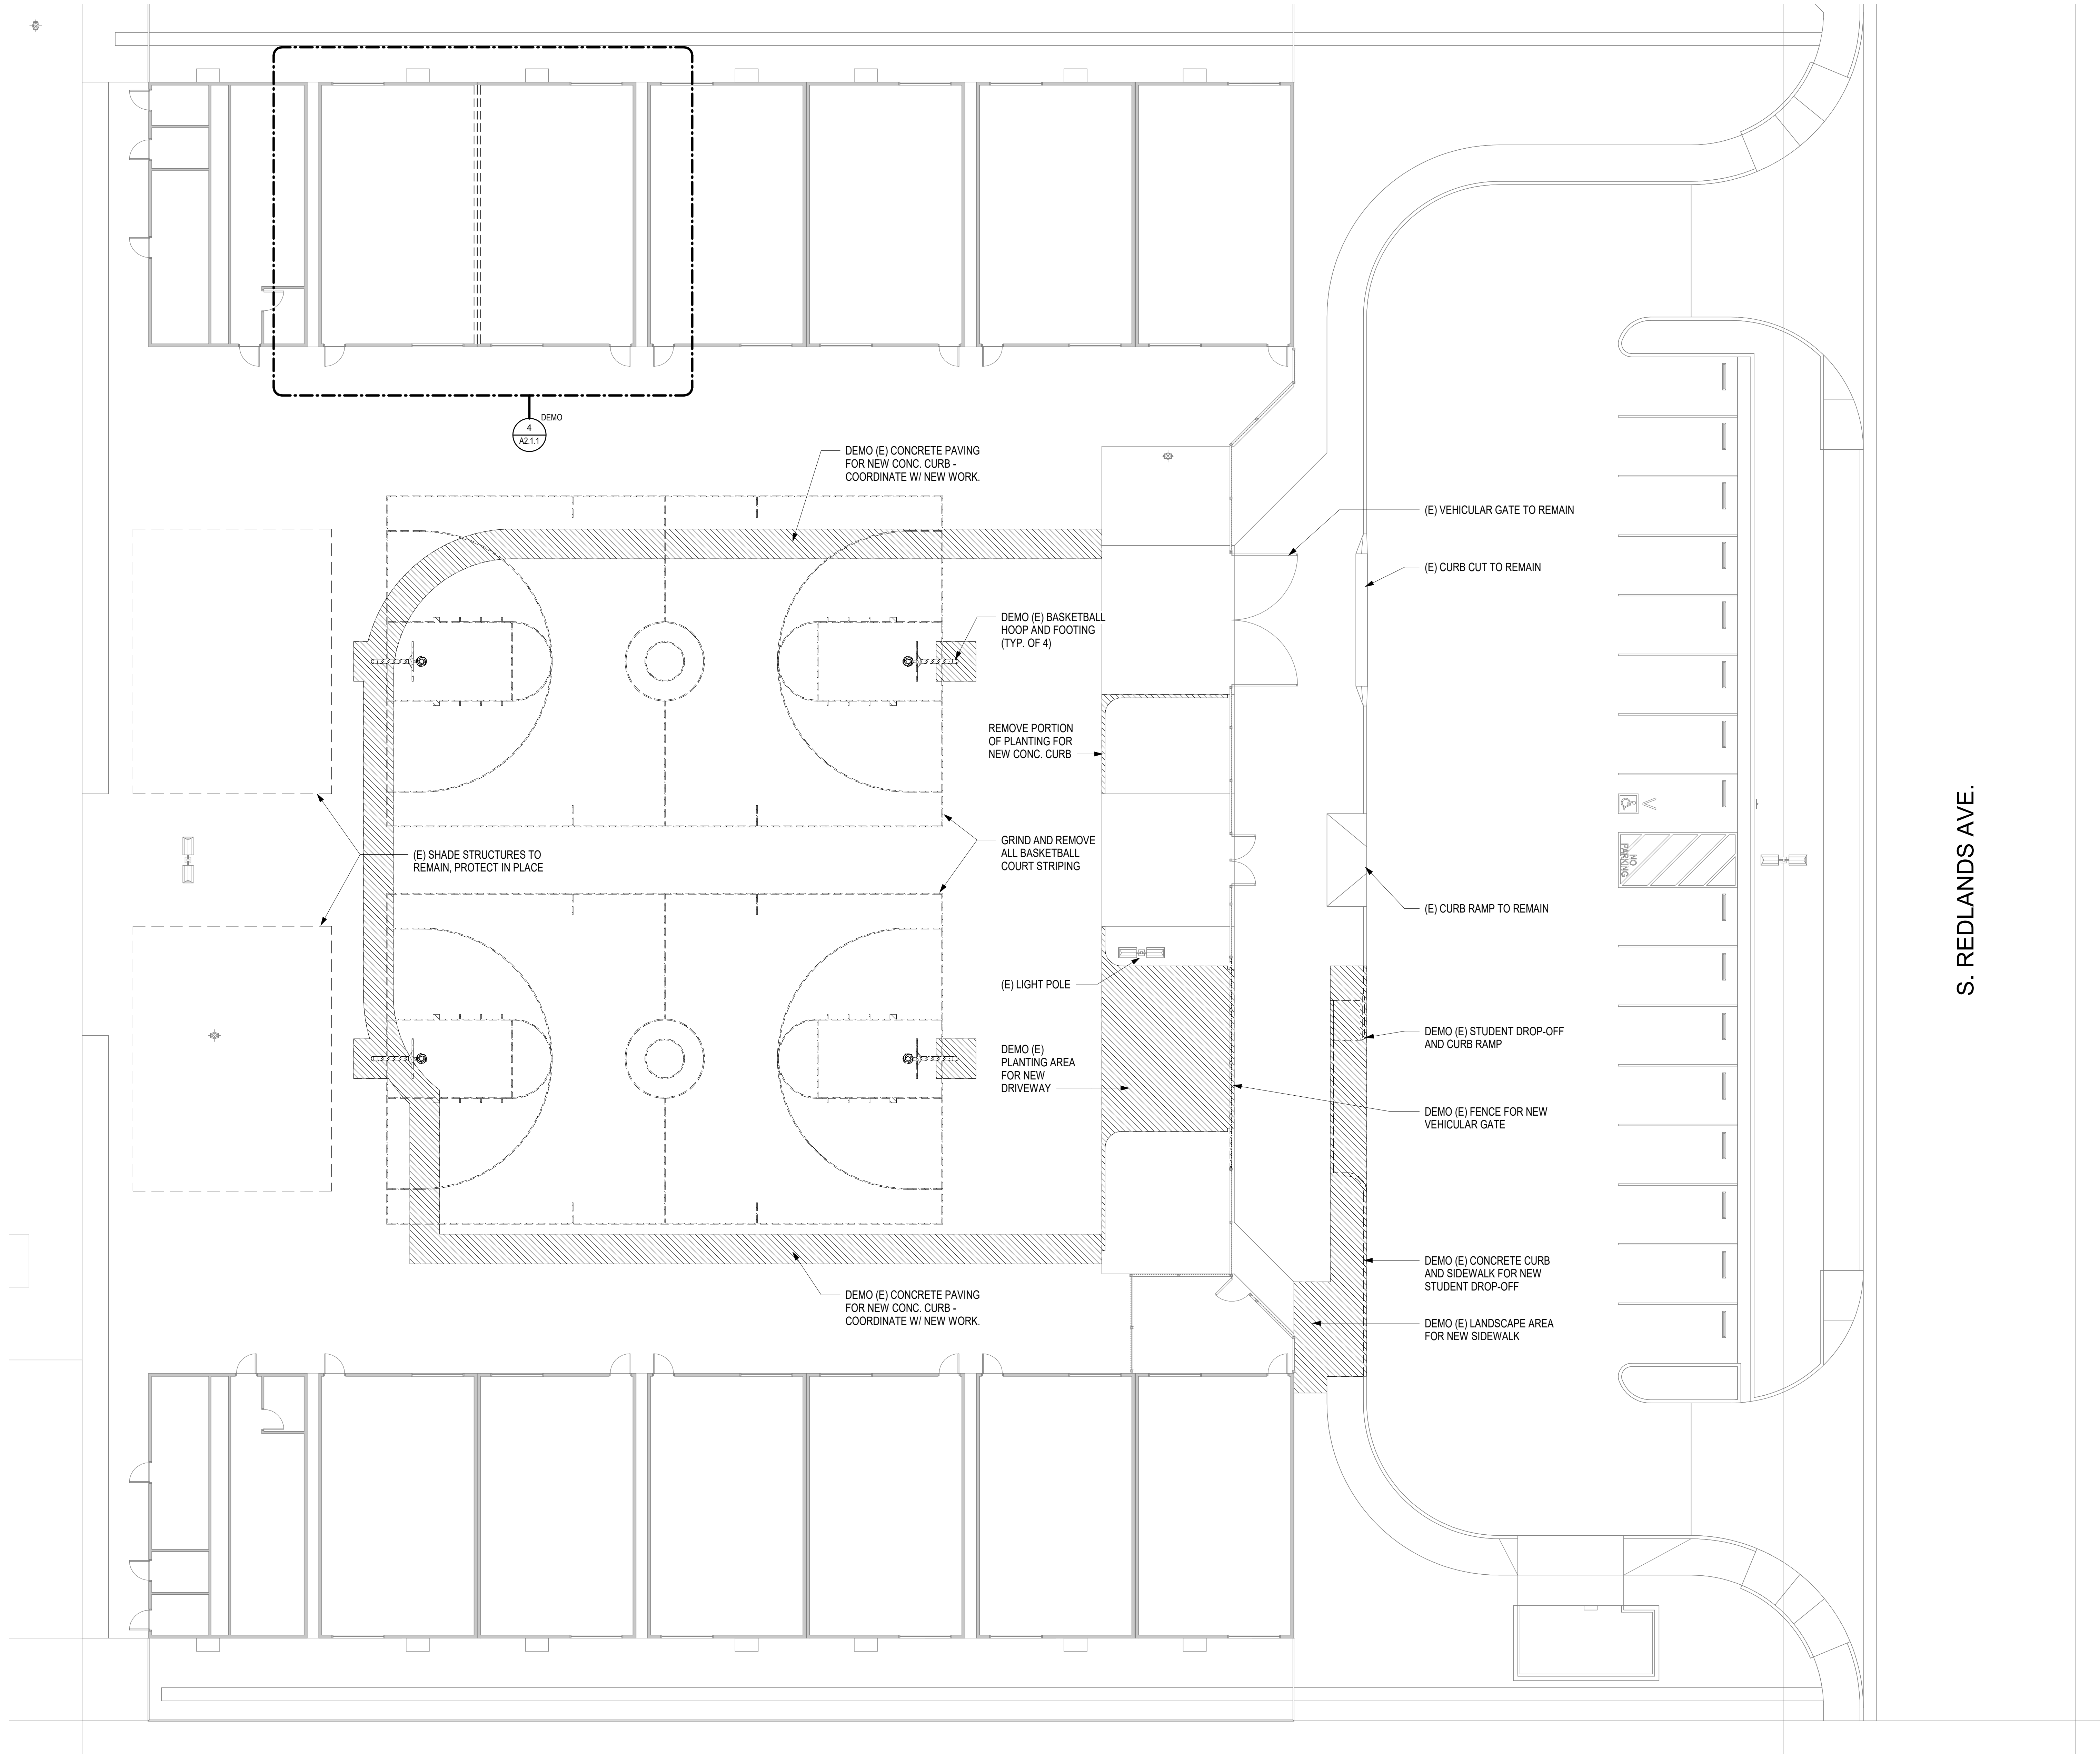 DEMO
4
A2.1.1
DEMO (E) CONCRETE PAVING
FOR NEW CONC. CURB -
COORDINATE W/ NEW WORK.
(E) VEHICULAR GATE TO REMAIN
(E) CURB CUT TO REMAIN
DEMO (E) BASKETBALL
HOOP AND FOOTING
(TYP. OF 4)
REMOVE PORTION
OF PLANTING FOR
NEW CONC. CURB
(E) SHADE STRUCTURES TO
REMAIN, PROTECT IN PLACE
GRIND AND REMOVE
ALL BASKETBALL
COURT STRIPING
NO
PARKING
V
S. REDLANDS AVE.
(E) CURB RAMP TO REMAIN
(E) LIGHT POLE
DEMO (E)
PLANTING AREA
FOR NEW
DRIVEWAY
DEMO (E) STUDENT DROP-OFF
AND CURB RAMP
DEMO (E) FENCE FOR NEW
VEHICULAR GATE
DEMO (E) CONCRETE CURB
AND SIDEWALK FOR NEW
STUDENT DROP-OFF
DEMO (E) CONCRETE PAVING
FOR NEW CONC. CURB -
COORDINATE W/ NEW WORK.
DEMO (E) LANDSCAPE AREA
FOR NEW SIDEWALK